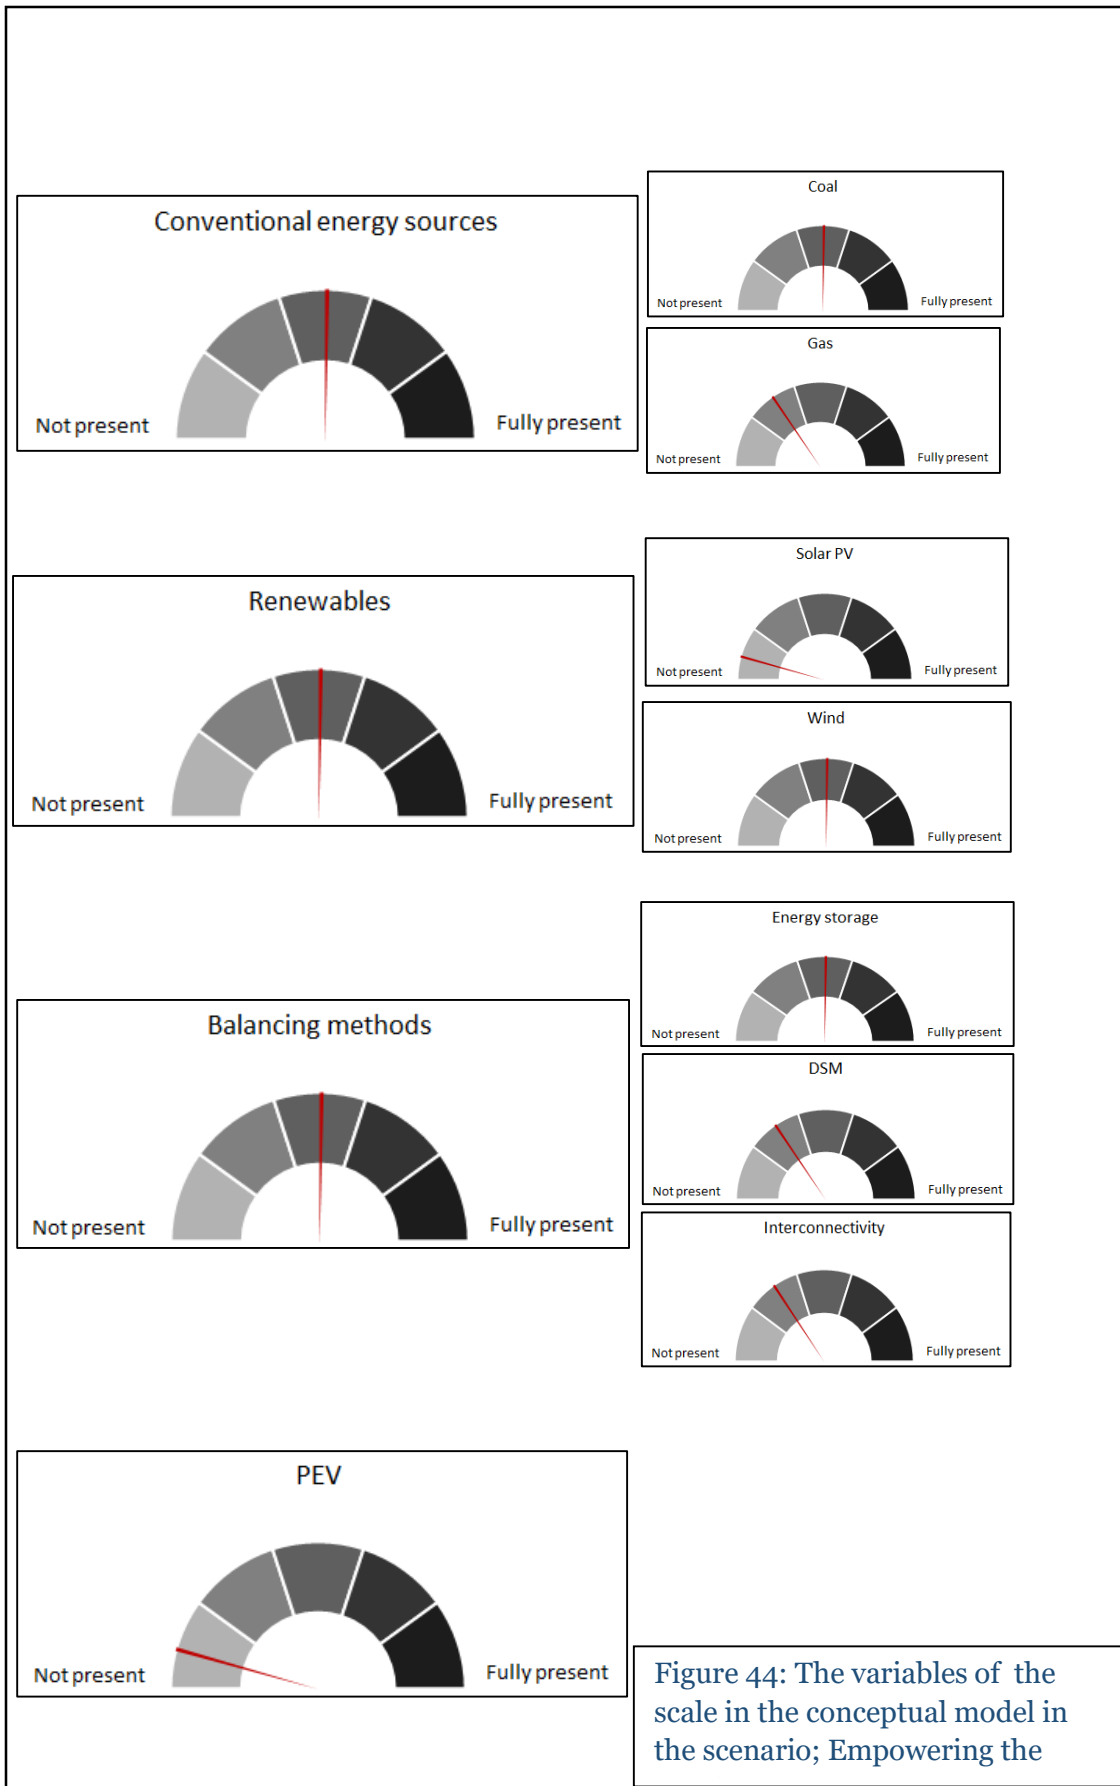 Conventional energy sources
Not present
Fully present
Coal
Not present
Fully present
Gas
Not present
Fully present
Renewables
Not present
Fully present
Solar PV
Not present
Fully present
Wind
Not present
Fully present
Balancing methods
Not present
Fully present
Energy storage
Not present
Fully present
DSM
Not present
Fully present
Interconnectivity
Not present
Fully present
PEV
Not present
Fully present
Figure 44: The variables of the
scale in the conceptual model in
the scenario; Empowering the